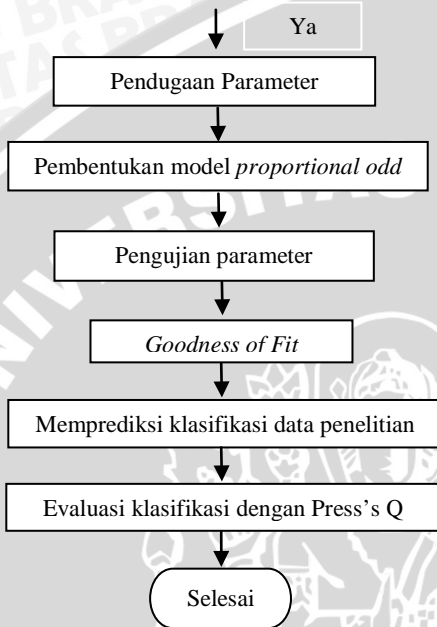 Ya
Pendugaan Parameter
Pembentukan model proportional odd
Pengujian parameter
Goodness of Fit
Memprediksi klasifikasi data penelitian
Evaluasi klasifikasi dengan Press's Q
Selesai